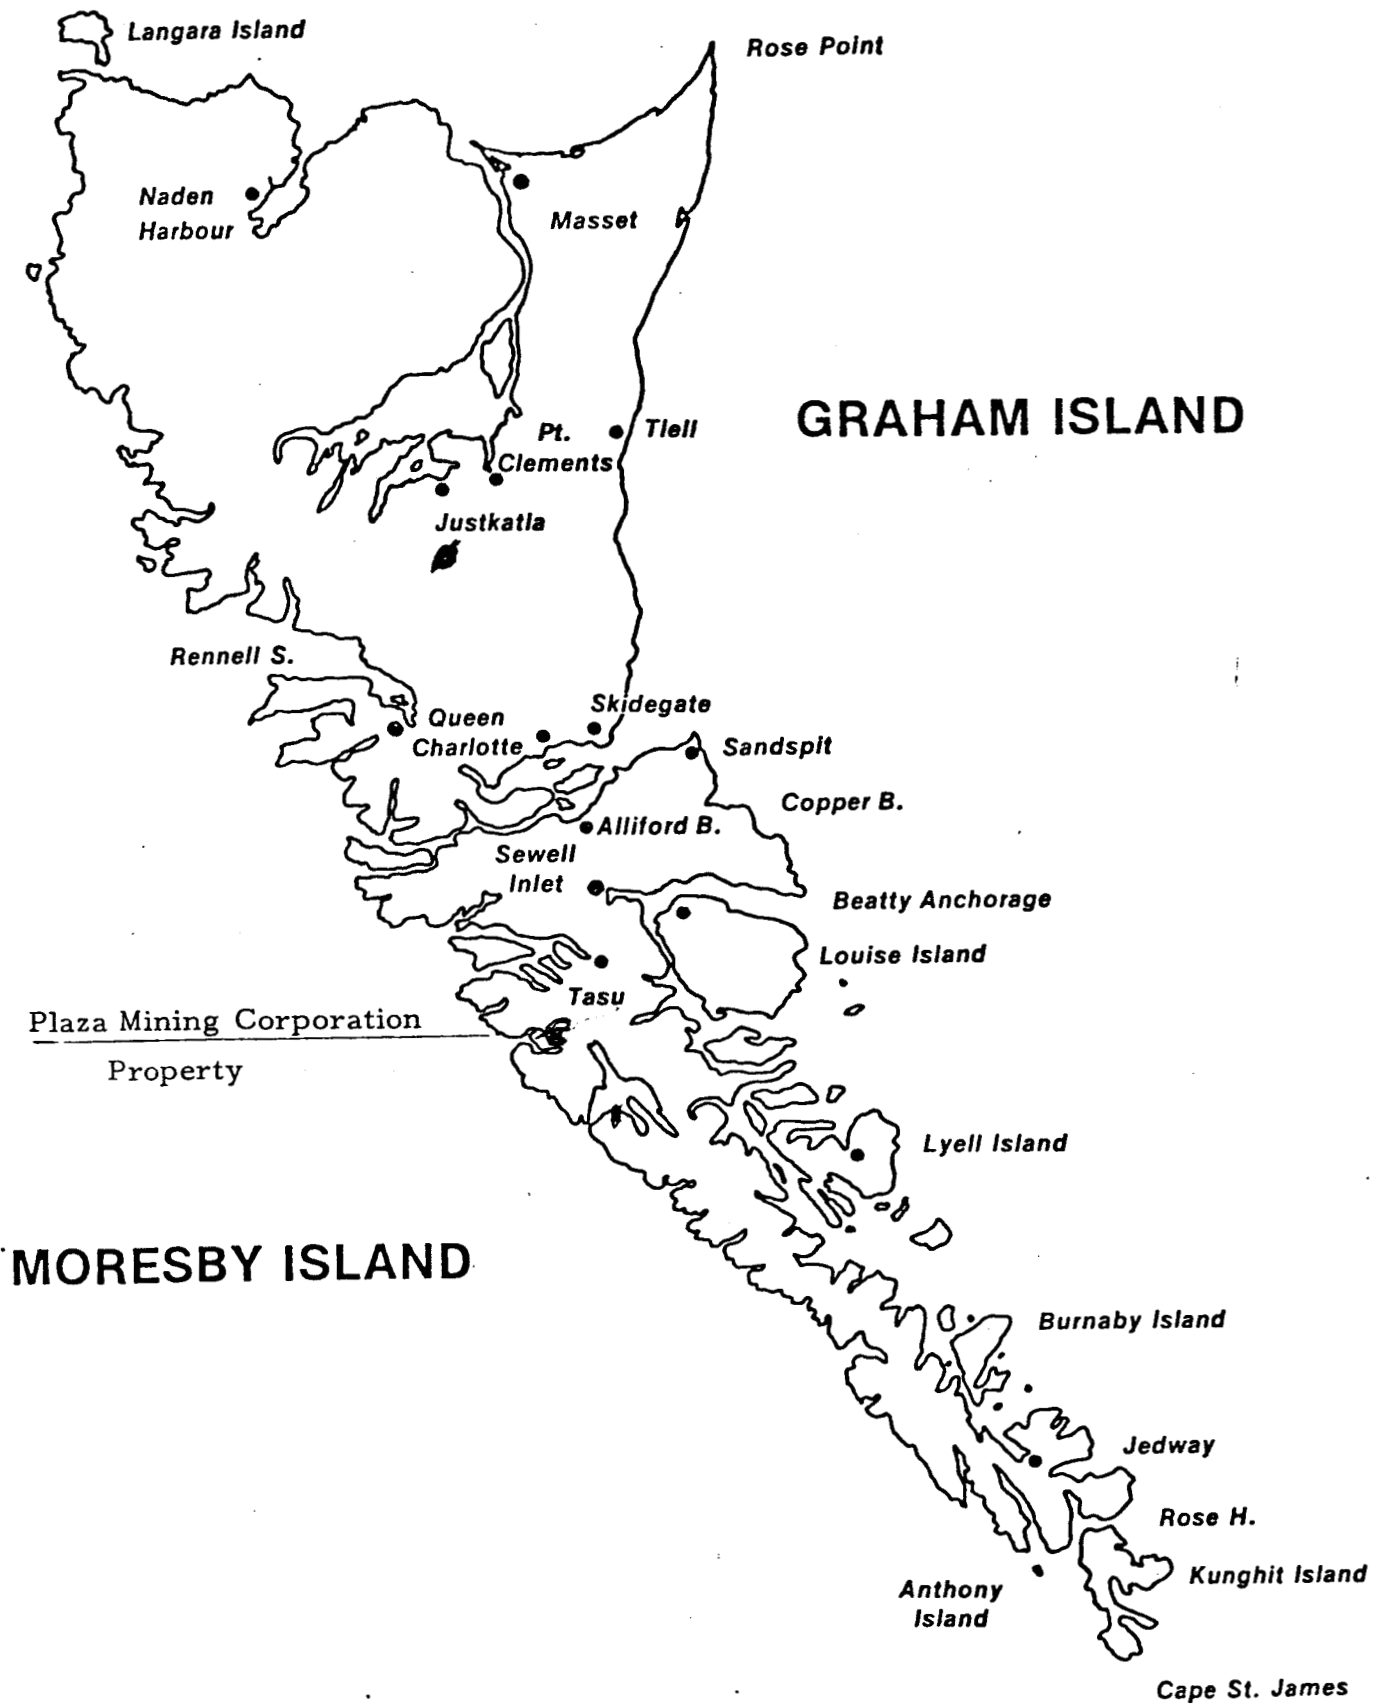 Langara Island
Rose Point
Naden
Harbour
Masset
GRAHAM ISLAND
Pt.
Clements
Tlell
Justkatla
Rennell S.
Skidegate
Queen
Charlotte
Sandspit
Copper B.
Alliford B.
Sewell
Inlet
Beatty Anchorage
Louise Island
Tasu
Plaza Mining Corporation
Property
Lyell Island
MORESBY ISLAND
Burnaby Island
Jedway
Rose H.
Kunghit Island
Anthony
Island
Cape St. James